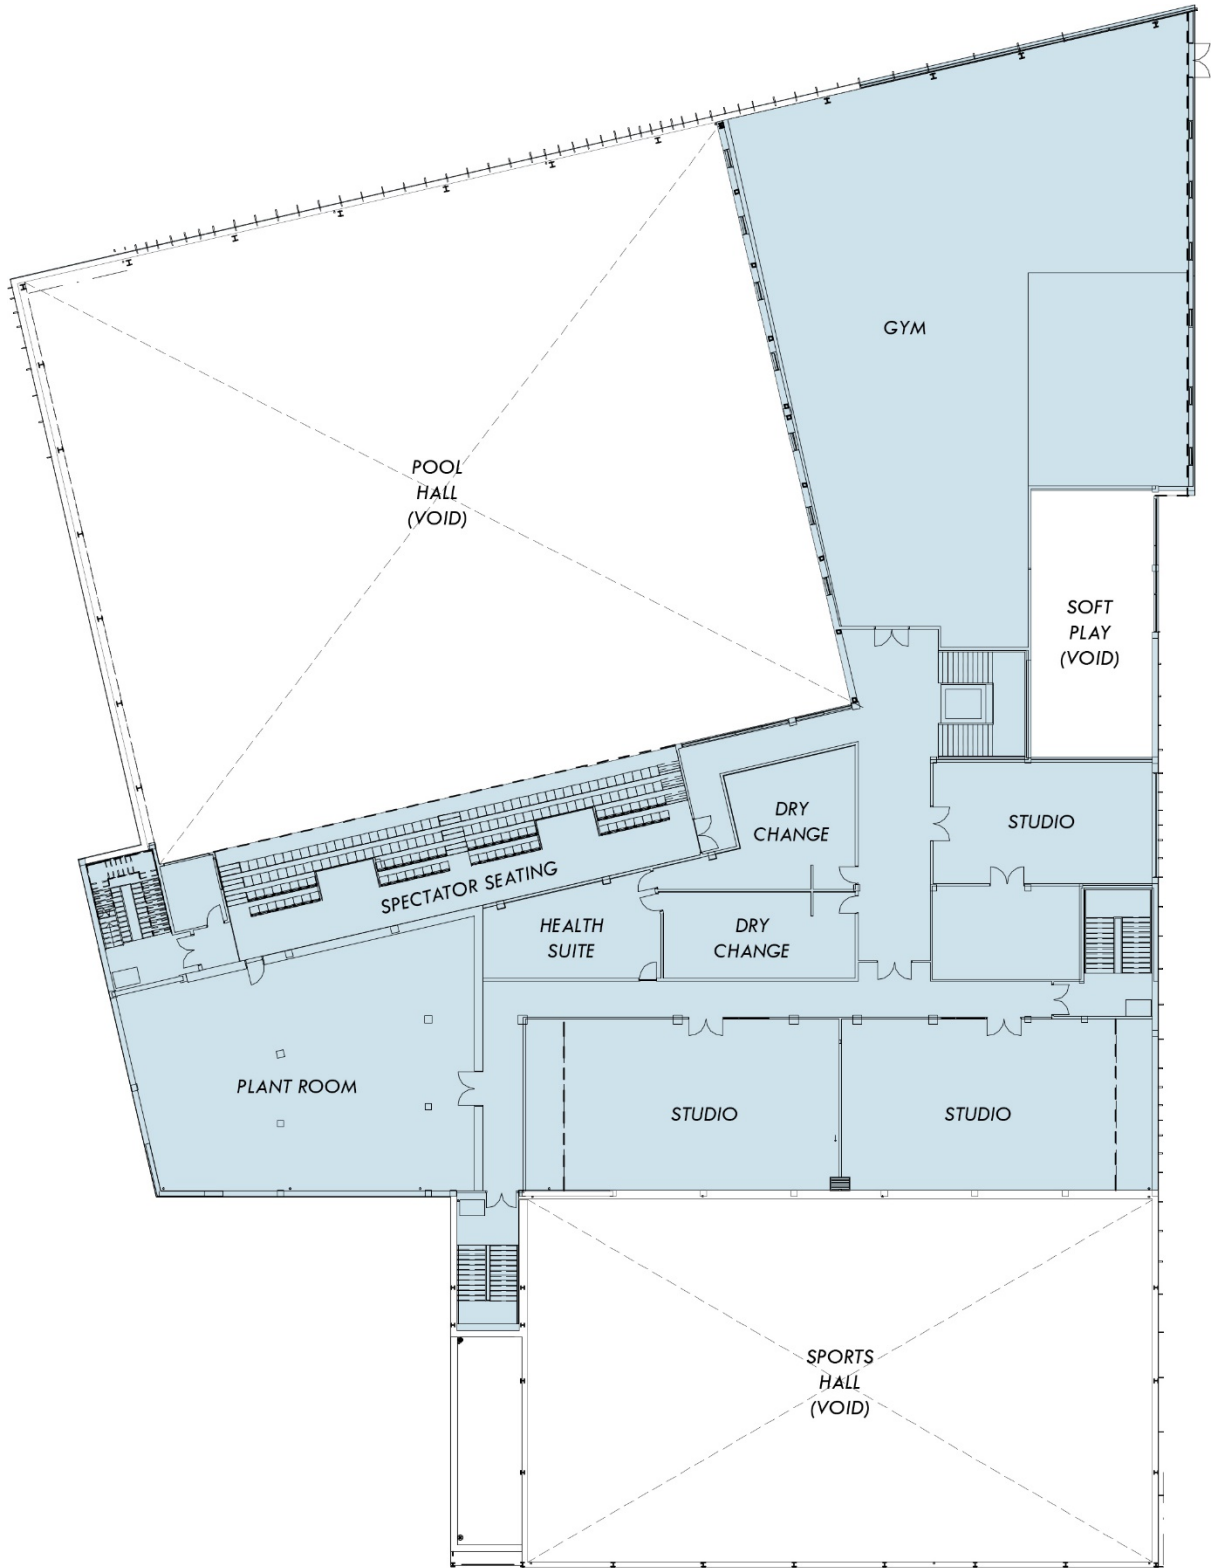 GYM
POOL
HALL
(VOID)
SOFT
PLAY
(VOID)
DRY
CHANGE
STUDIO
SPECTATOR SEATING
HEALTH
SUITE
DRY
CHANGE
PLANT ROOM
STUDIO
STUDIO
SPORTS
HALL
(VOID)